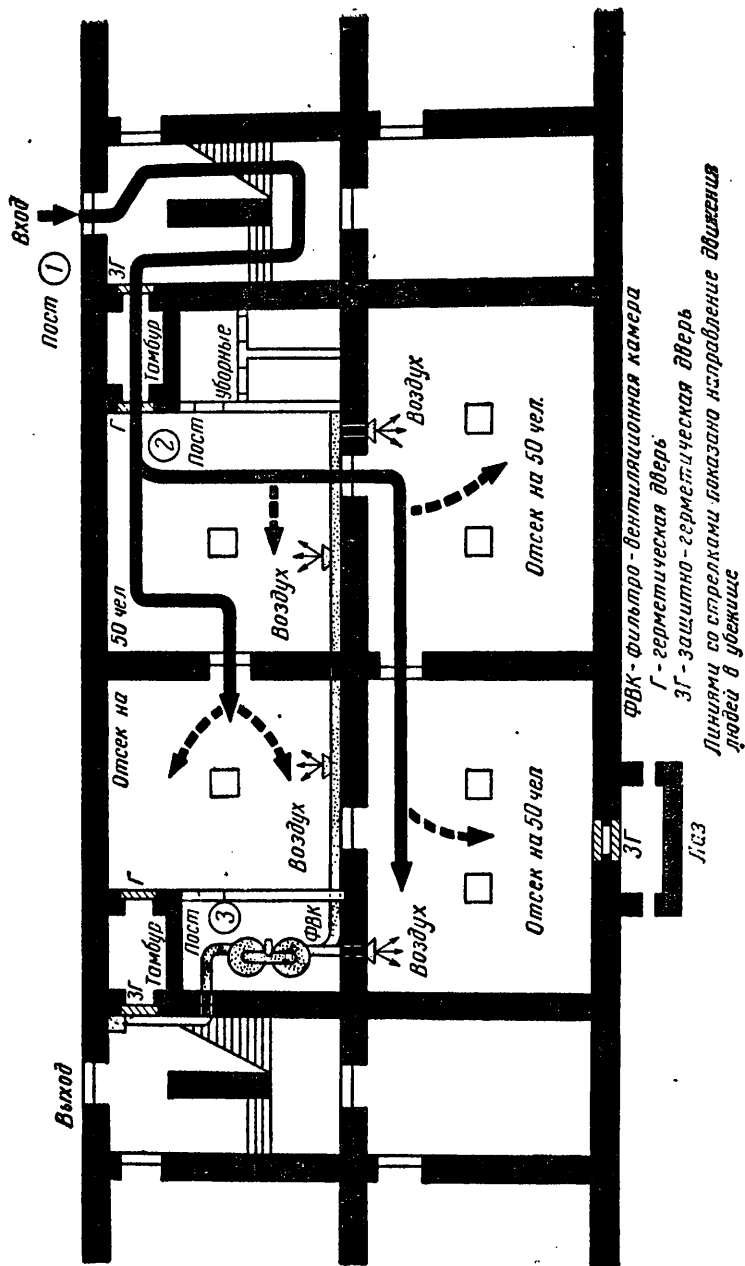 Выход
Отсек на
50 чел
Пост 1
Вход
ЗГ
Тамбур
Г
Г
Тамбур
ЗГ
Пост
3
ФВК
Воздух
Воздух
2
Пост
Уборные
Воздух
Воздух
Отсек на 50 чел
Отсек на 50 чел.
ЗГ
Лаз
ФВК - фильтро-вентиляционная камера
Г - герметическая дверь
ЗГ - защитно-герметическая дверь
Линиями со стрелками показано направление движения
людей в убежище